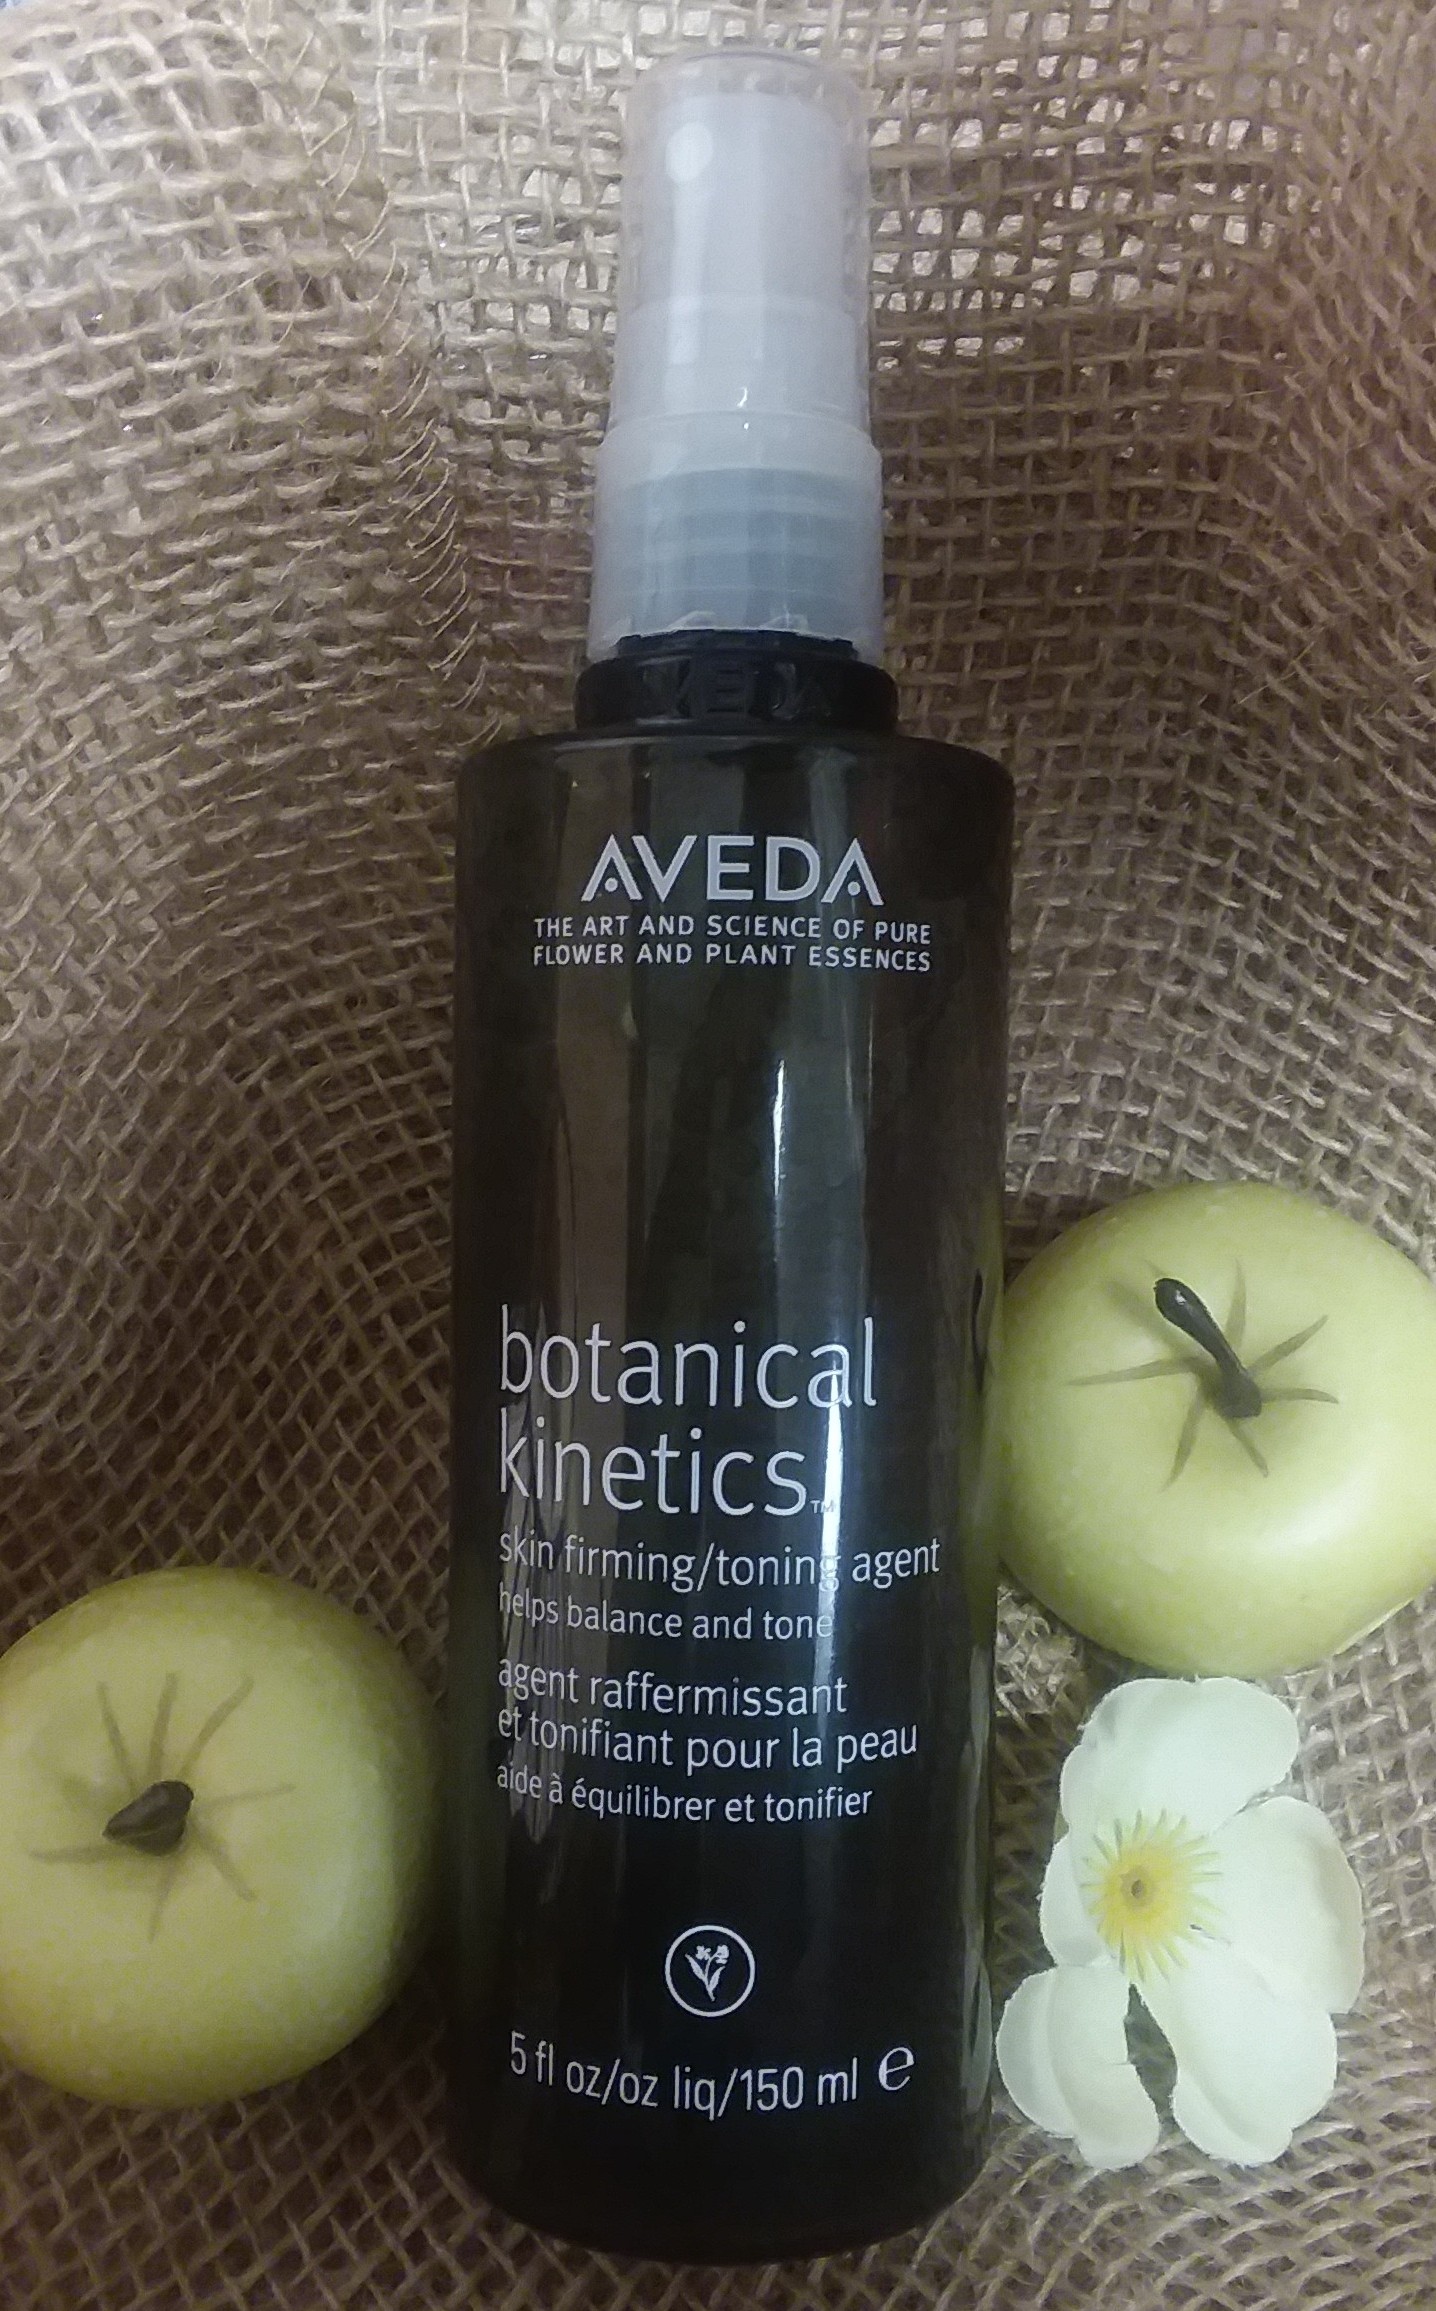 AVEDA
AVEDA
THE ART AND SCIENCE OF PURE
FLOWER AND PLANT ESSENCES
botanical
kinetics™
skin firming/toning agent
helps balance and tone
agent raffermissant
et tonifiant pour la peau
aide à équilibrer et tonifier
5 fl oz/oz liq/150 ml e